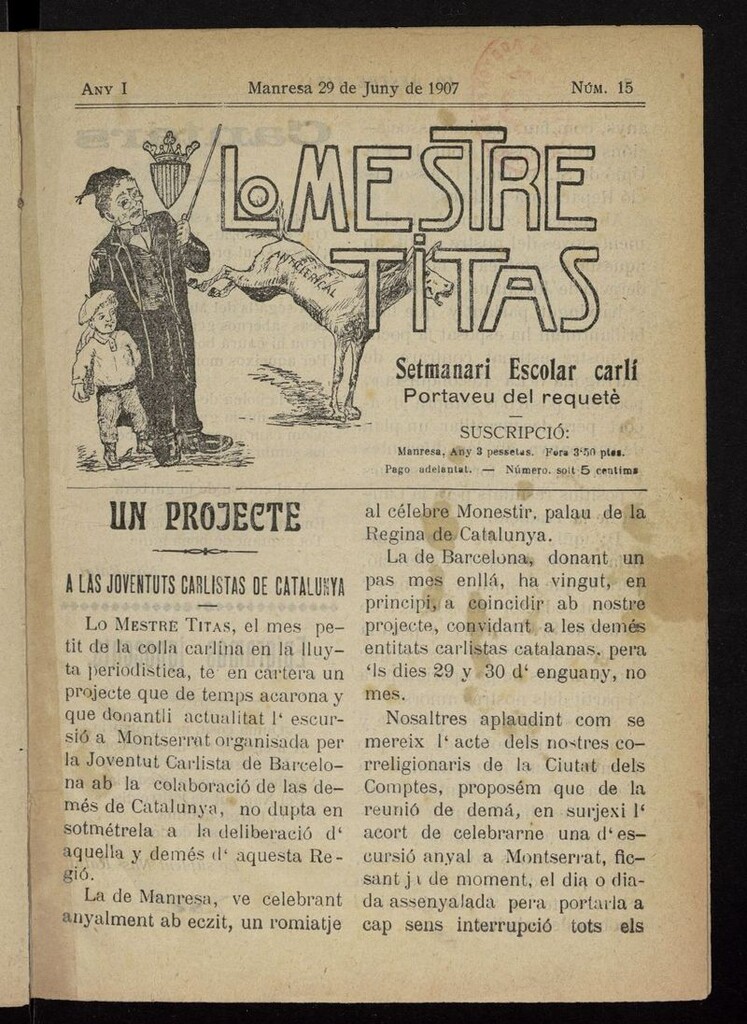 ANY I
Manresa 29 de Juny de 1907
NÚM. 15
LO MESTRE
TITAS
ANTICLERICAL
Setmanari Escolar carlí
Portaveu del requetè
SUSCRIPCIÓ:
Manresa, Any 3 pessetas. Fora 3'50 ptas.
Pago adelantat. — Número. solt 5 centims
UN PROJECTE
A LAS JOVENTUTS CARLISTAS DE CATALUNYA
LO MESTRE TITAS, el mes pe-
tit de la colla carlina en la lluy-
ta periodistica, te en cartera un
projecte que de temps acarona y
que donantli actualitat l' escur-
sió a Montserrat organisada per
la Joventut Carlista de Barcelo-
na ab la colaboració de las de-
més de Catalunya, no dupta en
sotmétrela a la deliberació d'
aquella y demés d' aquesta Re-
gió.
La de Manresa, ve celebrant
anyalment ab eczit, un romiatje
al célebre Monestir, palau de la
Regina de Catalunya.
La de Barcelona, donant un
pas mes enllá, ha vingut, en
principi, a coincidir ab nostre
projecte, convidant a les demés
entitats carlistas catalanas, pera
'ls dies 29 y 30 d' enguany, no
mes.
Nosaltres aplaudint com se
mereix l' acte dels nostres co-
rreligionaris de la Ciutat dels
Comptes, proposém que de la
reunió de demá, en surjexi l'
acort de celebrarne una d' es-
cursió anyal a Montserrat, fic-
sant ja de moment, el dia o dia-
da assenyalada pera portarla a
cap sens interrupció tots els